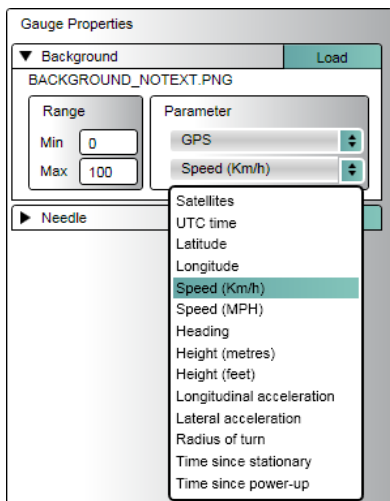 Gauge Properties
Background
Load
BACKGROUND_NOTEXT.PNG
Range
Min 0
Max 100
Parameter
GPS
Speed (Km/h)
Needle
Satellites
UTC time
Latitude
Longitude
Speed (Km/h)
Speed (MPH)
Heading
Height (metres)
Height (feet)
Longitudinal acceleration
Lateral acceleration
Radius of turn
Time since stationary
Time since power-up